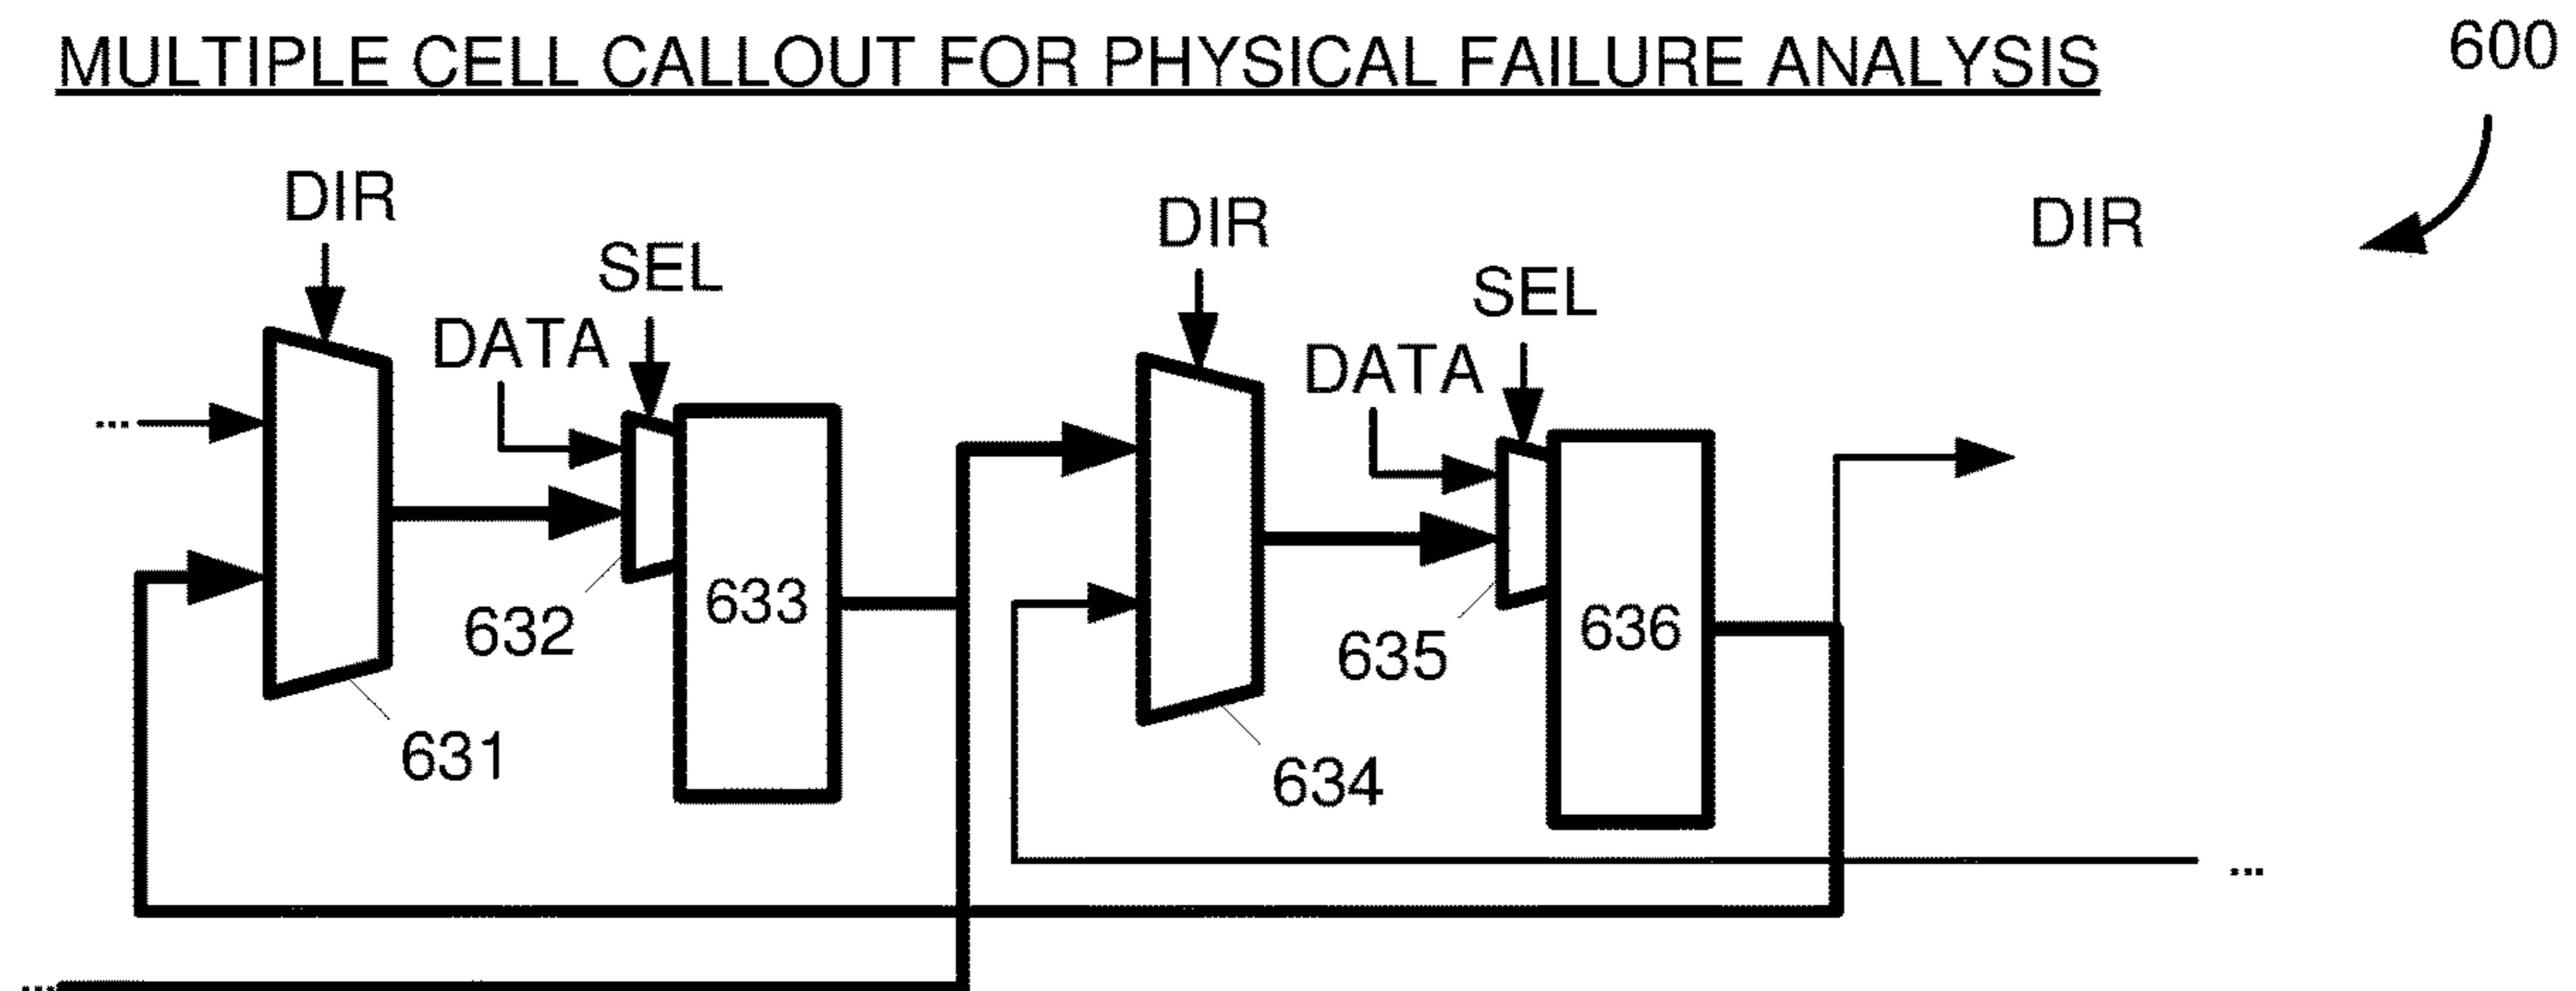 MULTIPLE CELL CALLOUT FOR PHYSICAL FAILURE ANALYSIS
600
DIR
DIR
DIR
SEL
SEL
DATA
DATA
...
633
636
632
635
631
634
...
...